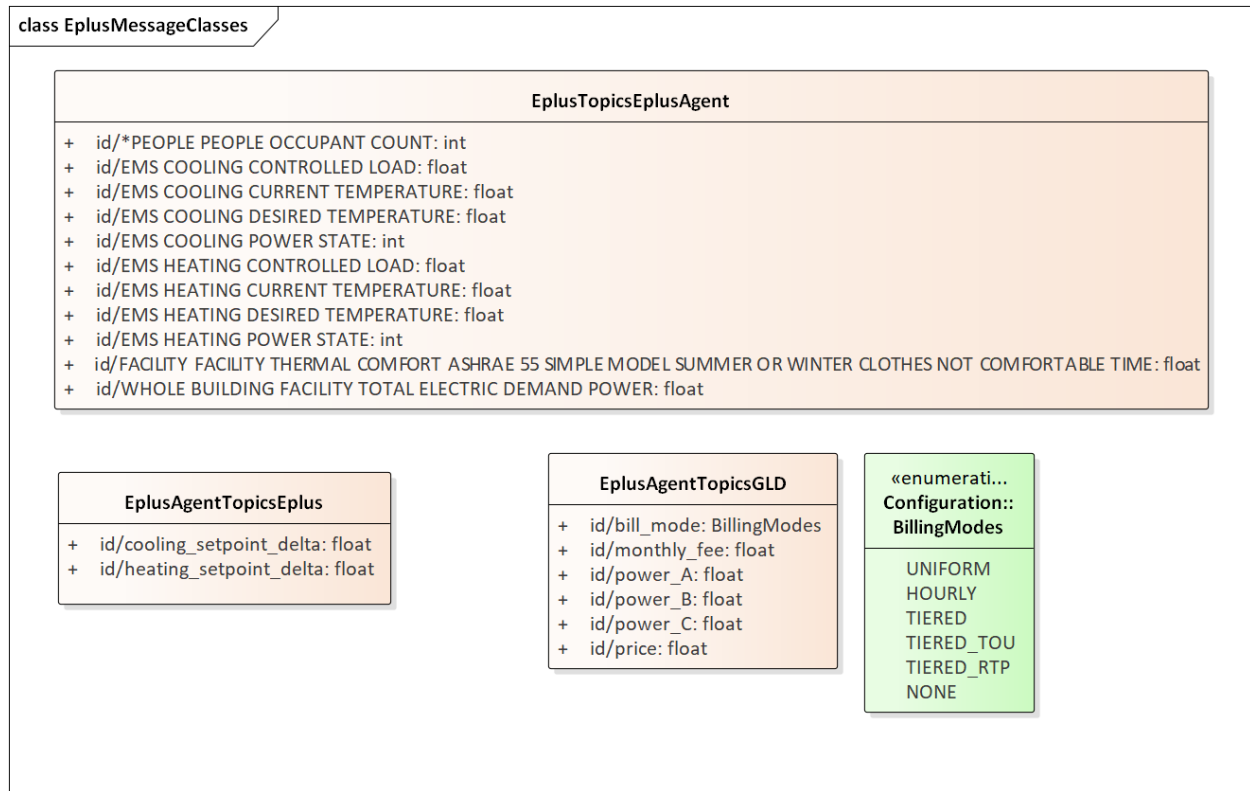 class EplusMessageClasses
EplusTopicsEplusAgent
+ id/*PEOPLE PEOPLE OCCUPANT COUNT: int
+ id/EMS COOLING CONTROLLED LOAD: float
+ id/EMS COOLING CURRENT TEMPERATURE: float
+ id/EMS COOLING DESIRED TEMPERATURE: float
+ id/EMS COOLING POWER STATE: int
+ id/EMS HEATING CONTROLLED LOAD: float
+ id/EMS HEATING CURRENT TEMPERATURE: float
+ id/EMS HEATING DESIRED TEMPERATURE: float
+ id/EMS HEATING POWER STATE: int
+ id/FACILITY FACILITY THERMAL COMFORT ASHRAE 55 SIMPLE MODEL SUMMER OR WINTER CLOTHES NOT COMFORTABLE TIME: float
+ id/WHOLE BUILDING FACILITY TOTAL ELECTRIC DEMAND POWER: float
EplusAgentTopicsEplus
+ id/cooling_setpoint_delta: float
+ id/heating_setpoint_delta: float
EplusAgentTopicsGLD
+ id/bill_mode: BillingModes
+ id/monthly_fee: float
+ id/power_A: float
+ id/power_B: float
+ id/power_C: float
+ id/price: float
«enumerati...
Configuration::
BillingModes
UNIFORM
HOURLY
TIERED
TIERED_TOU
TIERED_RTP
NONE